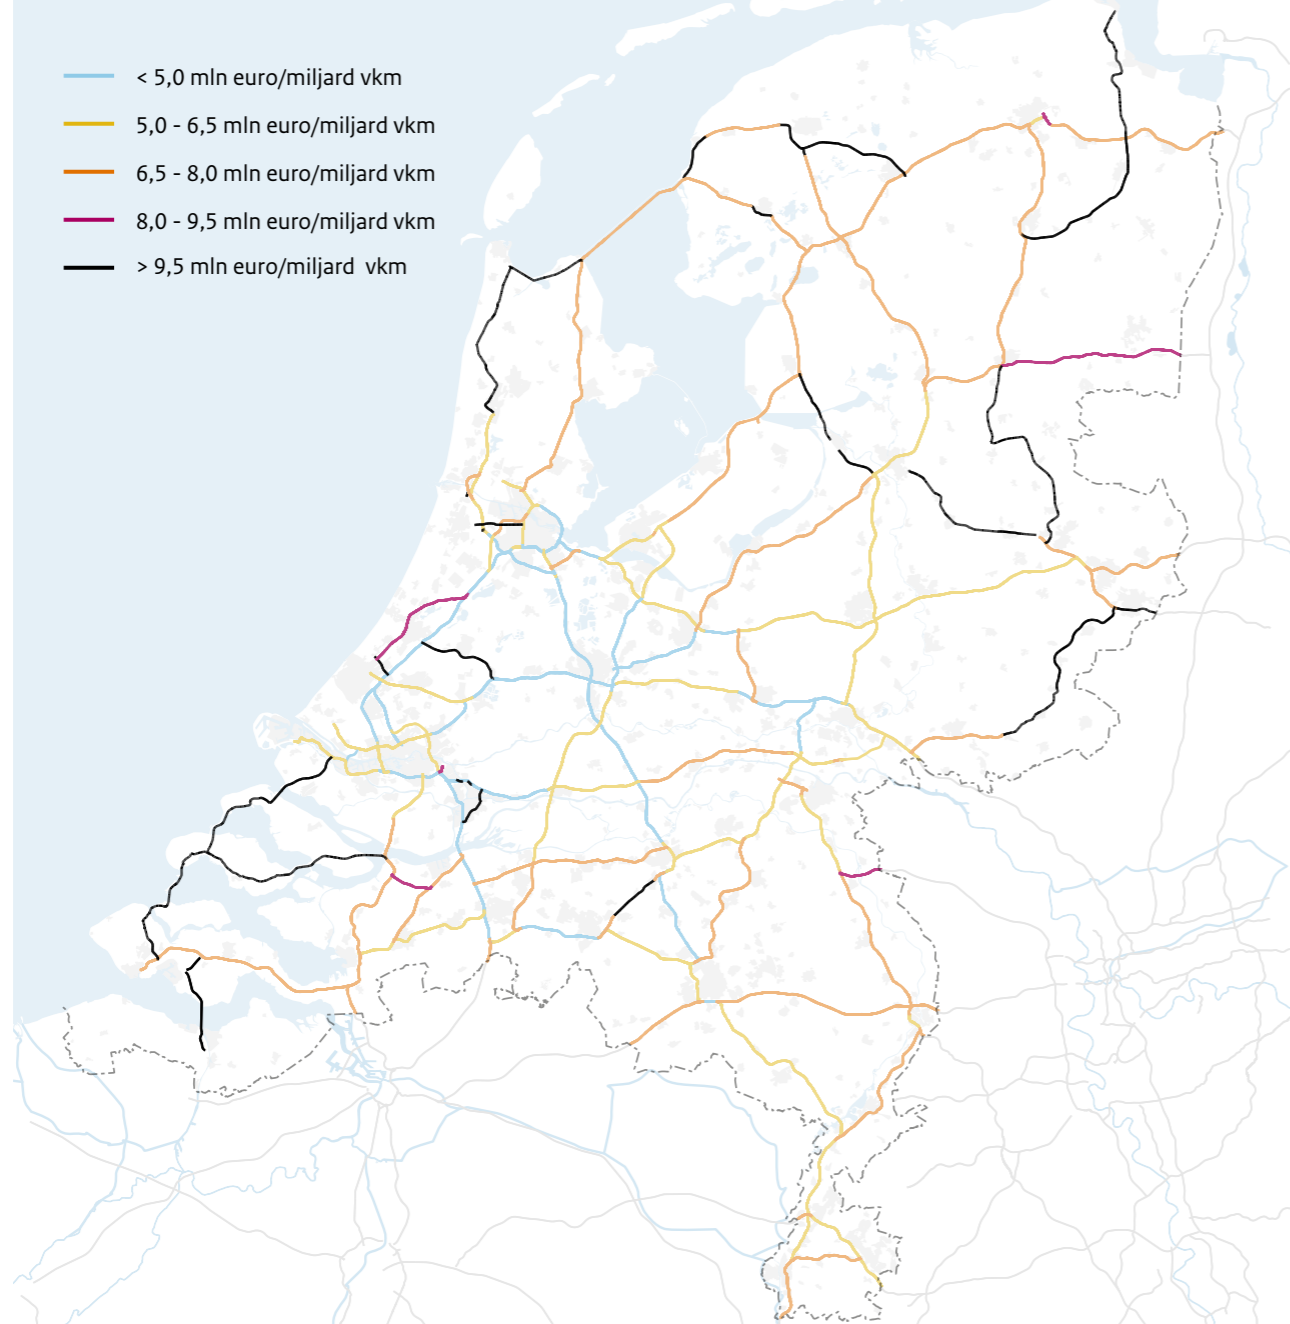 < 5,0 mln euro/miljard vkm
5,0 - 6,5 mln euro/miljard vkm
6,5 - 8,0 mln euro/miljard vkm
8,0 - 9,5 mln euro/miljard vkm
> 9,5 mln euro/miljard  vkm